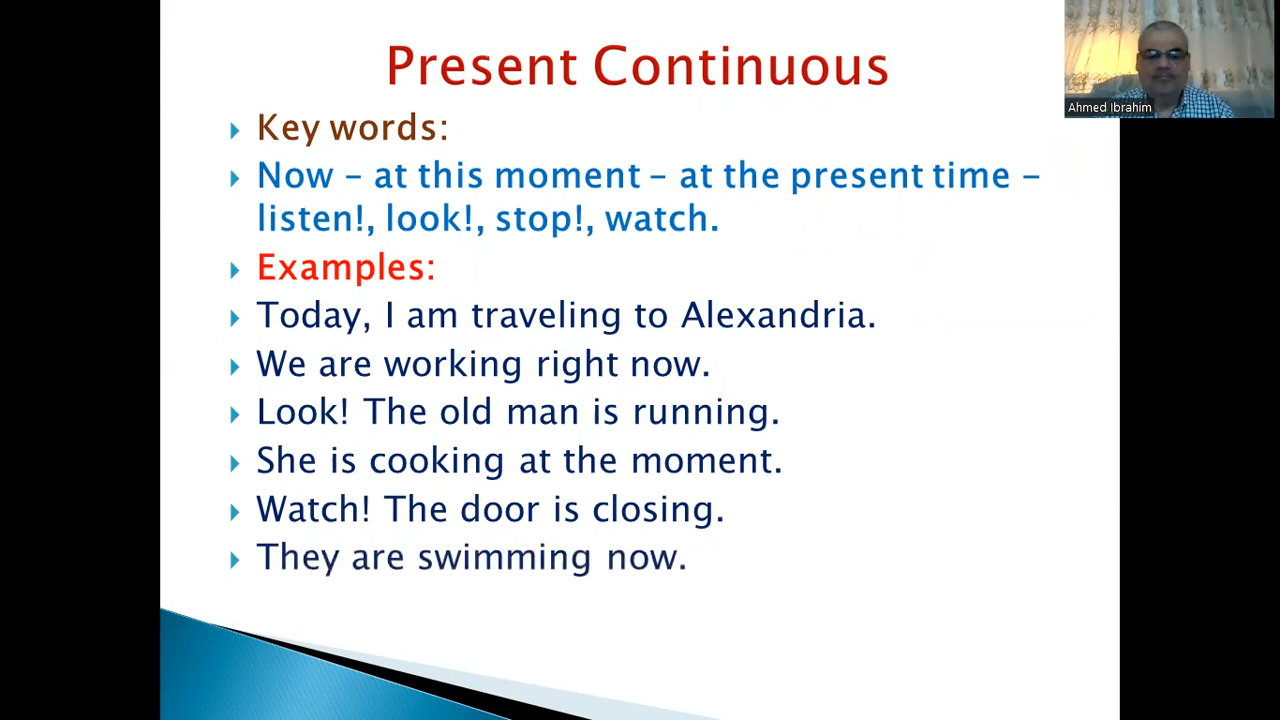 Present Continuous
Key words:
Now – at this moment – at the present time –
listen!, look!, stop!, watch.
Examples:
Today, I am traveling to Alexandria.
We are working right now.
Look! The old man is running.
She is cooking at the moment.
Watch! The door is closing.
They are swimming now.
Ahmed Ibrahim